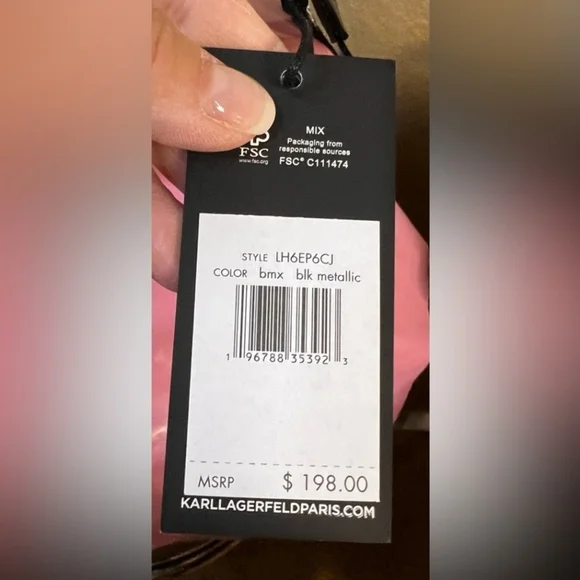 MIX
Packaging from
responsible sources
FSC® C111474
FSC
www.fsc.org
STYLE LH6EP6CJ
COLOR bmx blk metallic
1 96788 35392 3
MSRP $ 198.00
KARLLAGERFELDPARIS.COM